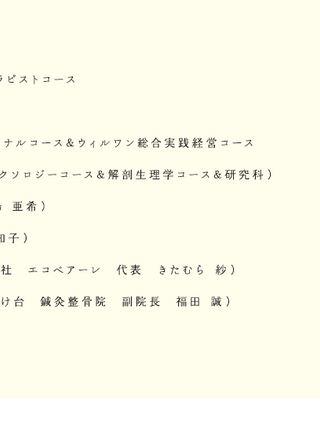 ラピストコース
ナルコース＆ウィルワン総合実践経営コース
クソロジーコース＆解剖生理学コース＆研究科）
亜希）
和子）
社　エコベアーレ　代表　きたむら 紗）
け台　鍼灸整骨院　副院長　福田 誠）